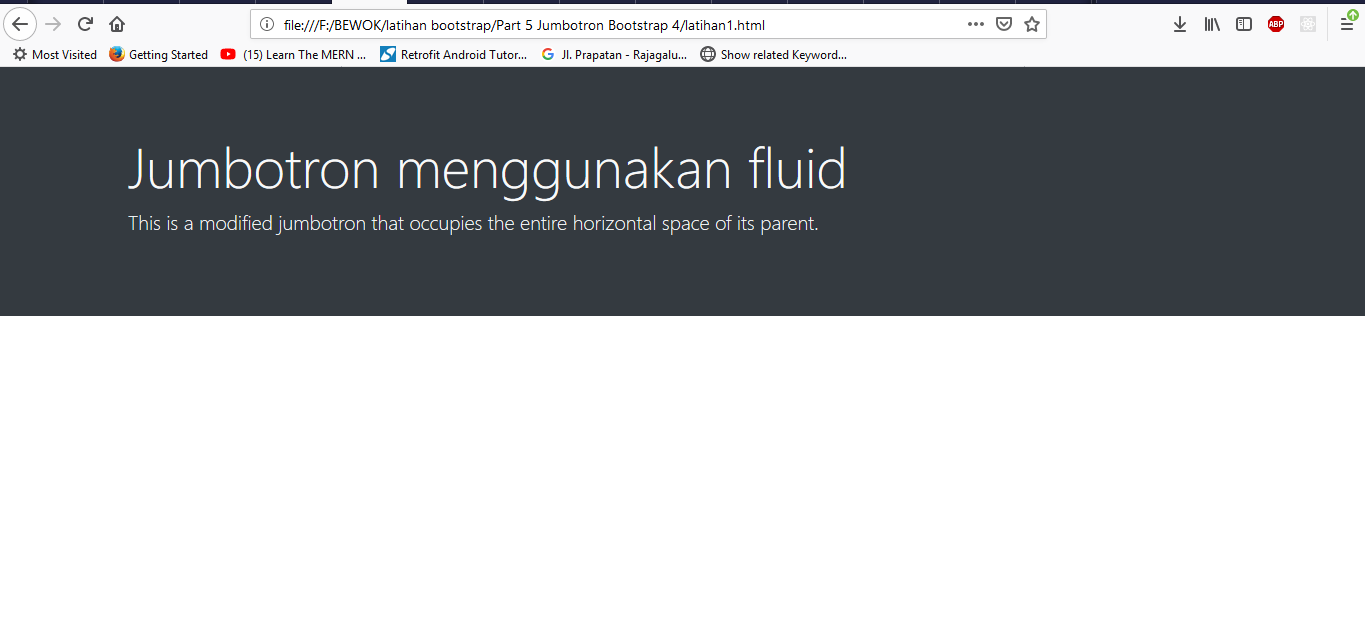 file:///F:/BEWOK/latihan bootstrap/Part 5 Jumbotron Bootstrap 4/latihan1.html
ABP
Most Visited Getting Started (15) Learn The MERN ... Retrofit Android Tutor... Jl. Prapatan - Rajagalu... Show related Keyword...
Jumbotron menggunakan fluid
This is a modified jumbotron that occupies the entire horizontal space of its parent.